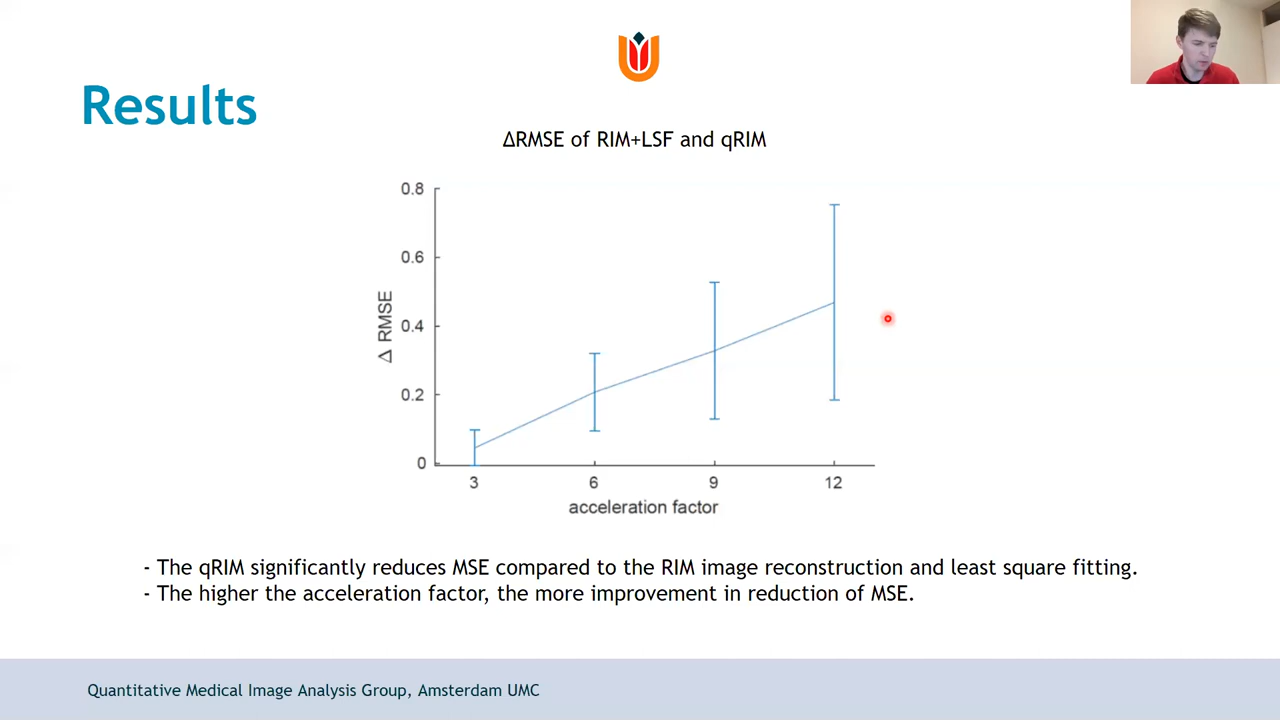 Results
ΔRMSE of RIM+LSF and qRIM
0.8
0.6
0.4
0.2
0
Δ RMSE
3 6 9 12
acceleration factor
- The qRIM significantly reduces MSE compared to the RIM image reconstruction and least square fitting.
- The higher the acceleration factor, the more improvement in reduction of MSE.
Quantitative Medical Image Analysis Group, Amsterdam UMC